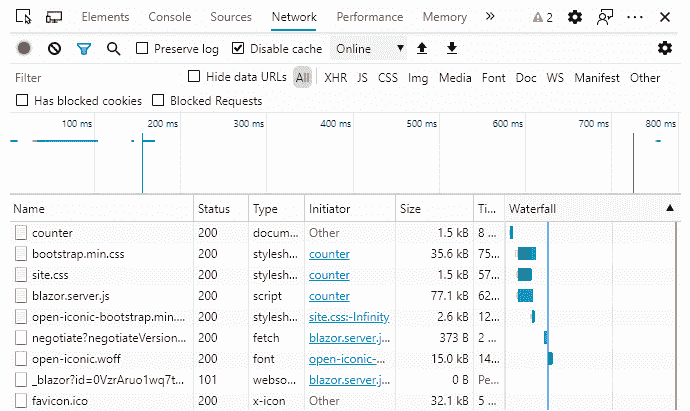 Elements Console Sources Network Performance Memory » 2
Preserve log Disable cache Online
Filter Hide data URLs All XHR JS CSS Img Media Font Doc WS Manifest Other
Has blocked cookies Blocked Requests
100 ms 200 ms 300 ms 400 ms 500 ms 600 ms 700 ms 800 ms
Name Status Type Initiator Size Ti... Waterfall
counter 200 docum... Other 1.5 kB 8 ...
bootstrap.min.css 200 stylesh... counter 35.6 kB 75...
site.css 200 stylesh... counter 1.5 kB 57...
blazor.server.js 200 script counter 77.1 kB 62...
open-iconic-bootstrap.min.... 200 stylesh... site.css:-Infinity 2.6 kB 12...
negotiate?negotiateVersion... 200 fetch blazor.server.j... 373 B 2 ...
open-iconic.woff 200 font open-iconic-... 15.0 kB 14...
_blazor?id=0VzrAruo1wq7t... 101 webso... blazor.server.j... 0 B Pe...
favicon.ico 200 x-icon Other 32.1 kB 5 ...